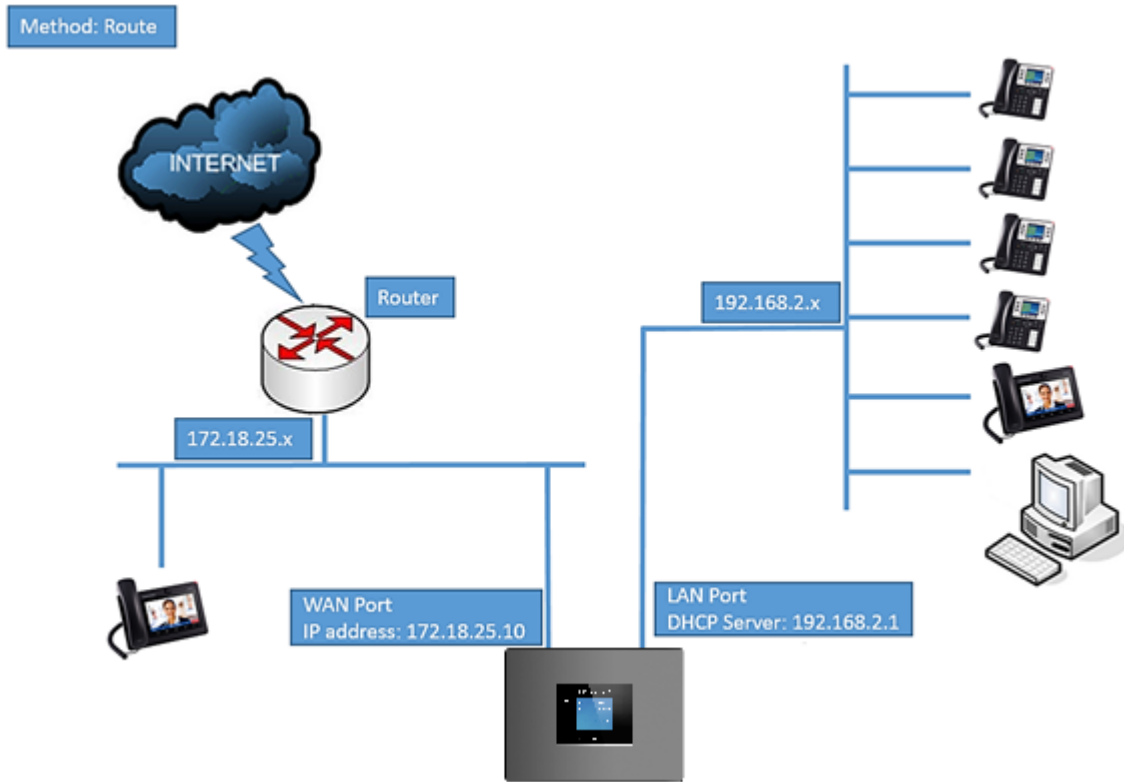 Method: Route
INTERNET
Router
192.168.2.x
172.18.25.x
WAN Port
IP address: 172.18.25.10
LAN Port
DHCP Server: 192.168.2.1